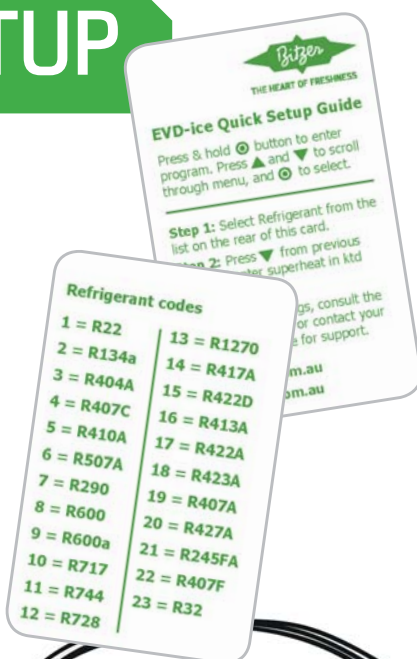 TUP
Bitzer
THE HEART OF FRESHNESS
EVD-ice Quick Setup Guide
Press & hold button to enter
program. Press ▲ and ▼ to scroll
through menu, and to select.
Step 1: Select Refrigerant from the
list on the rear of this card.
2: Press ▼ from previous
superheat in ktd
gs, consult the
or contact your
for support.
m.au
om.au
Refrigerant codes
1 = R22
2 = R134a
3 = R404A
4 = R407C
5 = R410A
6 = R507A
7 = R290
8 = R600
9 = R600a
10 = R717
11 = R744
12 = R728
13 = R1270
14 = R417A
15 = R422D
16 = R413A
17 = R422A
18 = R423A
19 = R407A
20 = R427A
21 = R245FA
22 = R407F
23 = R32